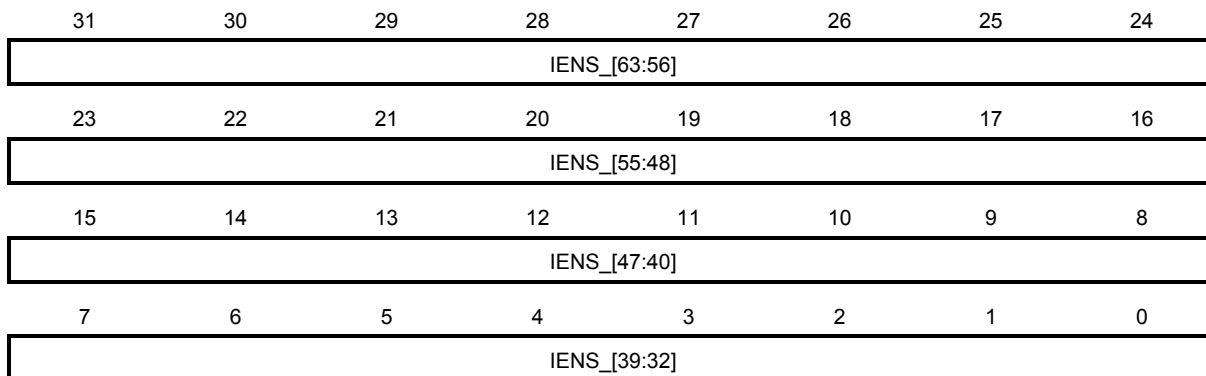 31 30 29 28 27 26 25 24
IENS_[63:56]
23 22 21 20 19 18 17 16
IENS_[55:48]
15 14 13 12 11 10 9 8
IENS_[47:40]
7 6 5 4 3 2 1 0
IENS_[39:32]